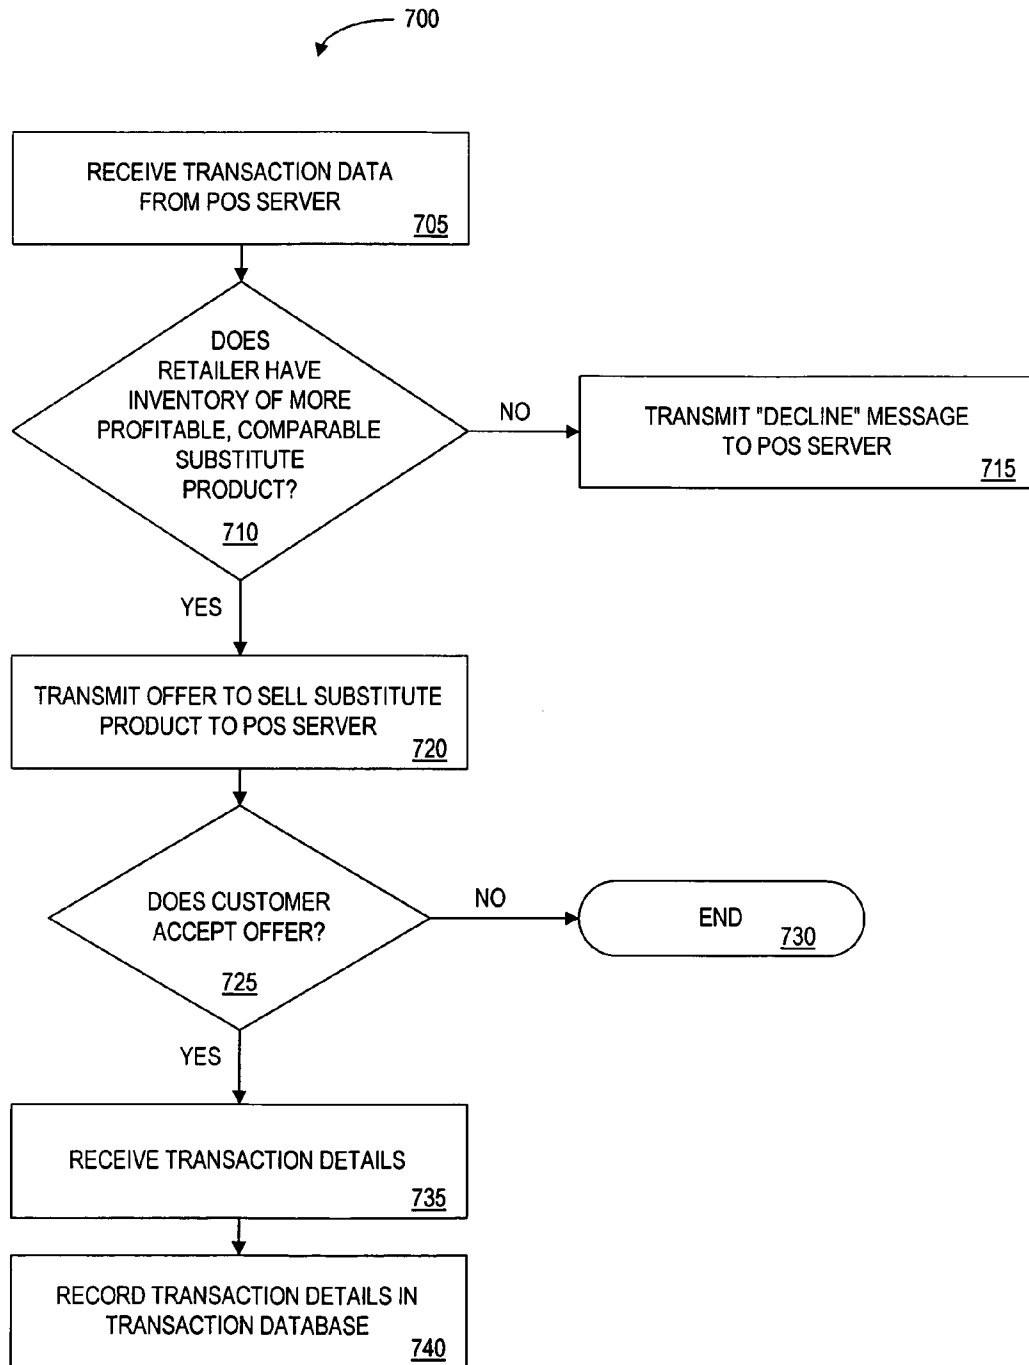 700
RECEIVE TRANSACTION DATA
FROM POS SERVER
705
DOES
RETAILER HAVE
INVENTORY OF MORE
PROFITABLE, COMPARABLE
SUBSTITUTE
PRODUCT?
710
NO
TRANSMIT "DECLINE" MESSAGE
TO POS SERVER
715
YES
TRANSMIT OFFER TO SELL SUBSTITUTE
PRODUCT TO POS SERVER
720
DOES CUSTOMER
ACCEPT OFFER?
725
NO
END
730
YES
RECEIVE TRANSACTION DETAILS
735
RECORD TRANSACTION DETAILS IN
TRANSACTION DATABASE
740